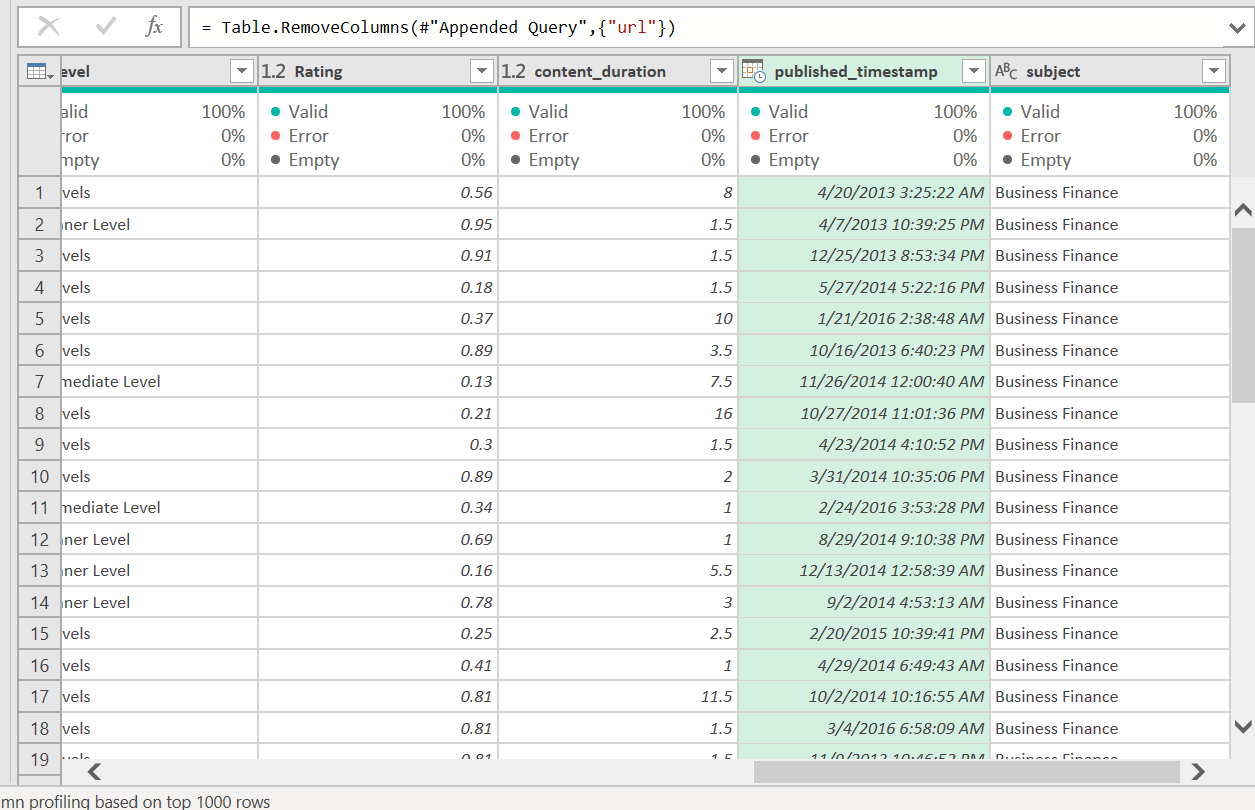 fx = Table.RemoveColumns(#"Appended Query",{"url"})
evel 1.2 Rating 1.2 content_duration published_timestamp ABC subject
alid 100% Valid 100% Valid 100% Valid 100% Valid 100%
rror 0% Error 0% Error 0% Error 0% Error 0%
mpty 0% Empty 0% Empty 0% Empty 0% Empty 0%
1 vels 0.56 8 4/20/2013 3:25:22 AM Business Finance
2 ner Level 0.95 1.5 4/7/2013 10:39:25 PM Business Finance
3 vels 0.91 1.5 12/25/2013 8:53:34 PM Business Finance
4 vels 0.18 1.5 5/27/2014 5:22:16 PM Business Finance
5 vels 0.37 10 1/21/2016 2:38:48 AM Business Finance
6 vels 0.89 3.5 10/16/2013 6:40:23 PM Business Finance
7 mediate Level 0.13 7.5 11/26/2014 12:00:40 AM Business Finance
8 vels 0.21 16 10/27/2014 11:01:36 PM Business Finance
9 vels 0.3 1.5 4/23/2014 4:10:52 PM Business Finance
10 vels 0.89 2 3/31/2014 10:35:06 PM Business Finance
11 mediate Level 0.34 1 2/24/2016 3:53:28 PM Business Finance
12 ner Level 0.69 1 8/29/2014 9:10:38 PM Business Finance
13 ner Level 0.16 5.5 12/13/2014 12:58:39 AM Business Finance
14 ner Level 0.78 3 9/2/2014 4:53:13 AM Business Finance
15 vels 0.25 2.5 2/20/2015 10:39:41 PM Business Finance
16 vels 0.41 1 4/29/2014 6:49:43 AM Business Finance
17 vels 0.81 11.5 10/2/2014 10:16:55 AM Business Finance
18 vels 0.81 1.5 3/4/2016 6:58:09 AM Business Finance
19 vels 0.81 1.5 Business Finance
mn profiling based on top 1000 rows